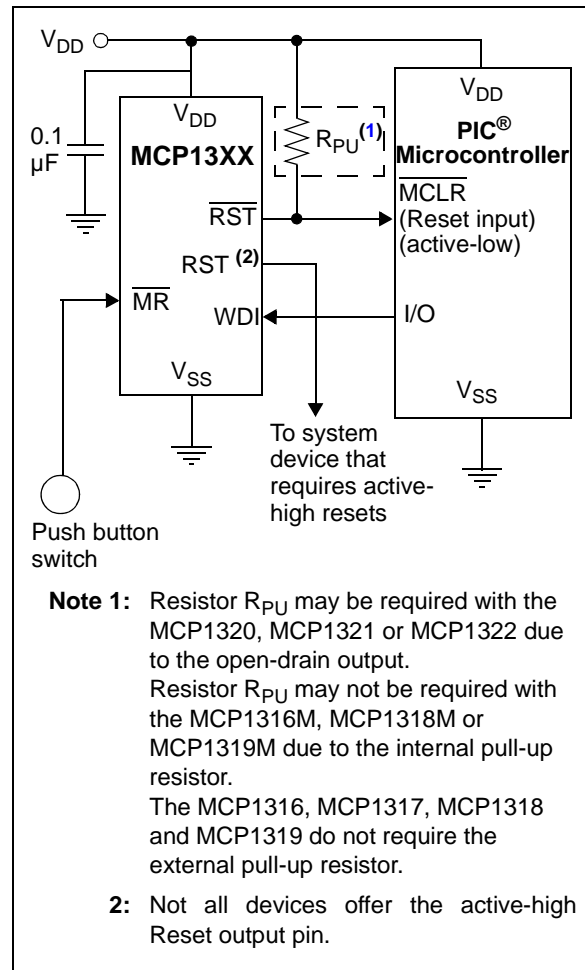 VDD
VDD
VDD
0.1
µF
MCP13XX
RPU(1)
PIC®
Microcontroller
RST
MCLR
(Reset input)
(active-low)
RST (2)
MR
WDI
I/O
VSS
VSS
To system
device that
requires active-
high resets
Push button
switch
Note 1: Resistor RPU may be required with the
MCP1320, MCP1321 or MCP1322 due
to the open-drain output.
Resistor RPU may not be required with
the MCP1316M, MCP1318M or
MCP1319M due to the internal pull-up
resistor.
The MCP1316, MCP1317, MCP1318
and MCP1319 do not require the
external pull-up resistor.
2: Not all devices offer the active-high
Reset output pin.